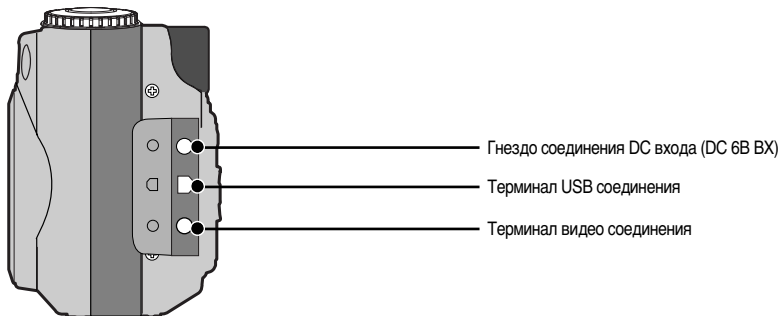 Гнездо соединения DC входа (DC 6В ВХ)
Терминал USB соединения
Терминал видео соединения